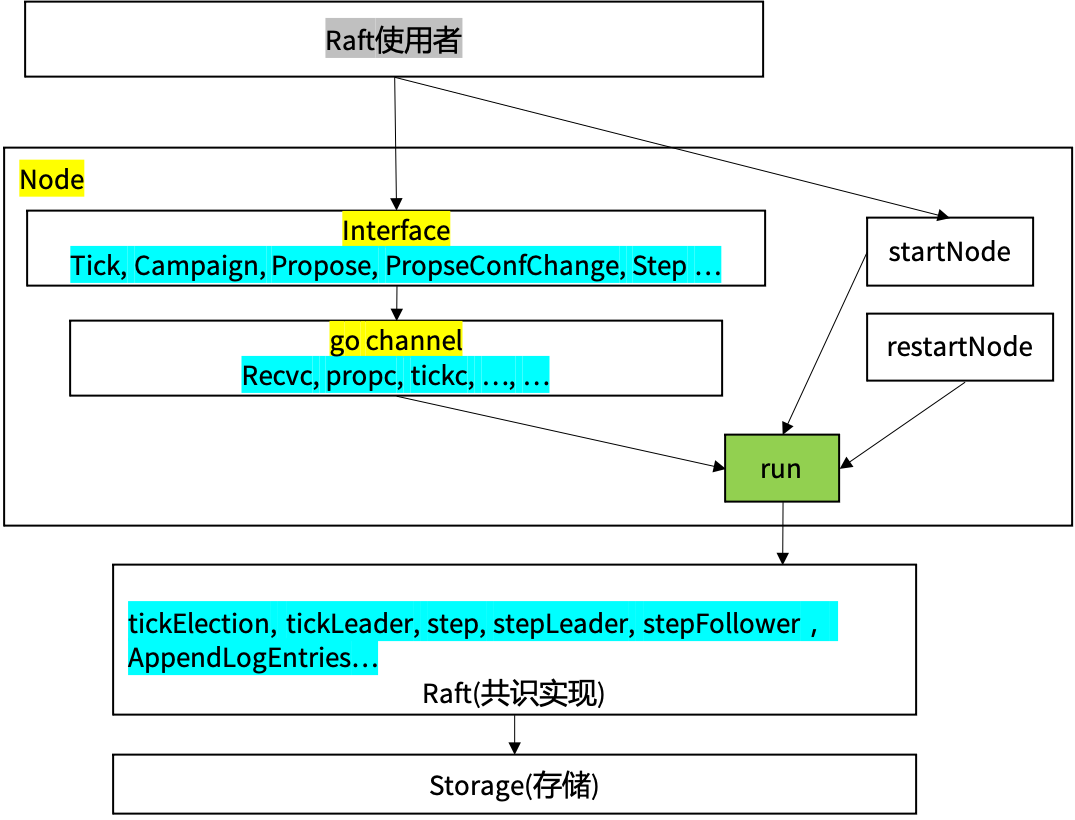 Raft使用者
Node
Interface
Tick, Campaign, Propose, PropseConfChange, Step …
startNode
go channel
Recvc, propc, tickc, …, …
restartNode
run
tickElection, tickLeader, step, stepLeader, stepFollower ,
AppendLogEntries…
Raft(共识实现)
Storage(存储)